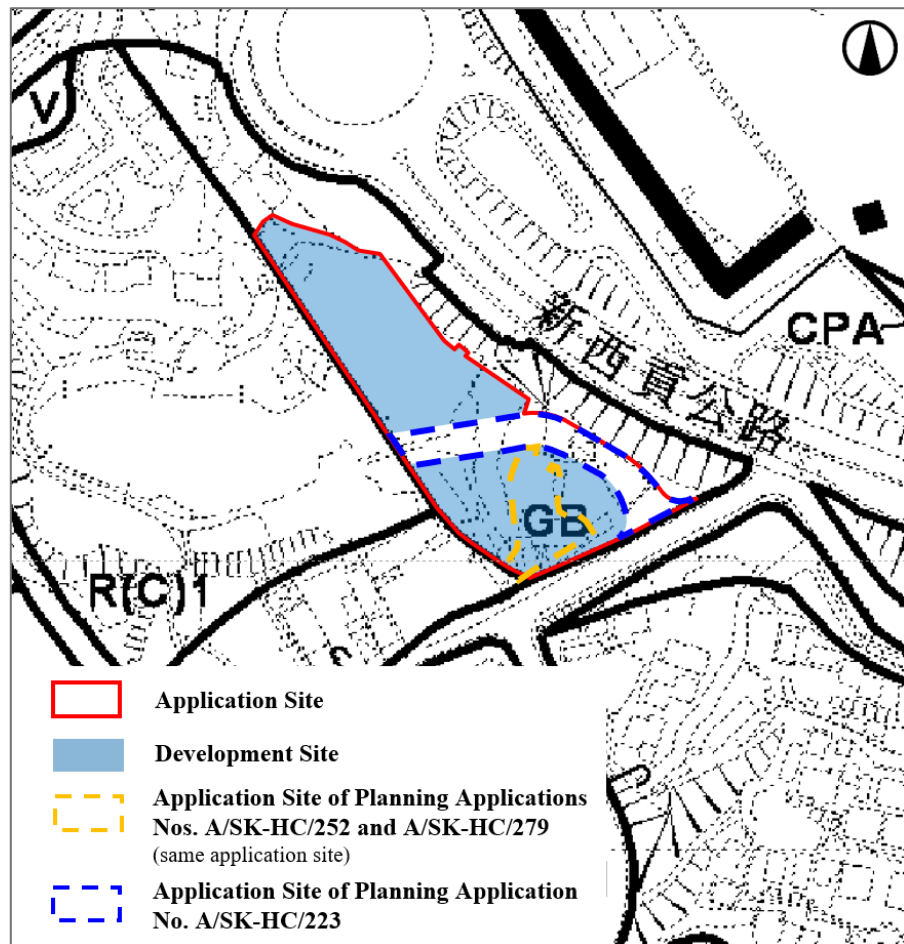 V
新西貢公路
CPA
GB
R(C)1
Application Site
Development Site
Application Site of Planning Applications
Nos. A/SK-HC/252 and A/SK-HC/279
(same application site)
Application Site of Planning Application
No. A/SK-HC/223